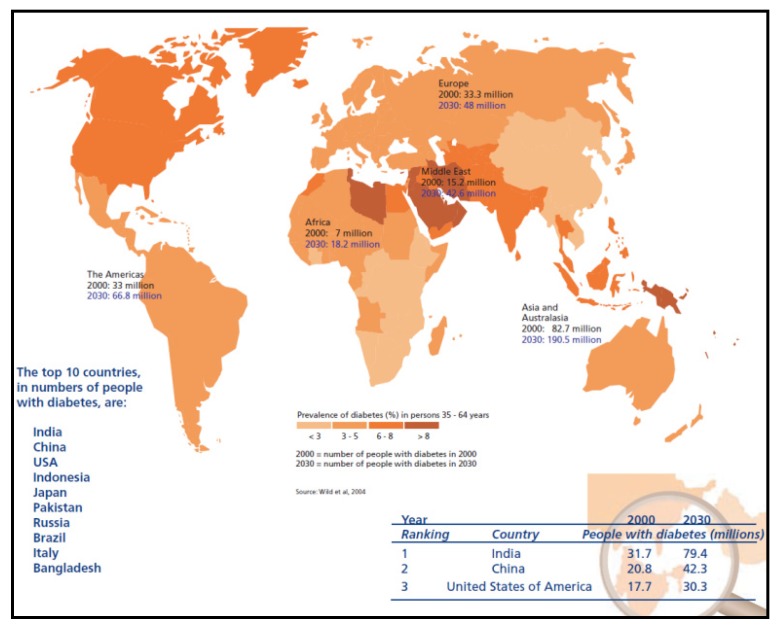 Europe
2000: 33.3 million
2030: 48 million
Middle East
2000: 15.2 million
2030: 42.6 million
Africa
2000: 7 million
2030: 18.2 million
The Americas
2000: 33 million
2030: 66.8 million
Asia and
Australasia
2000: 82.7 million
2030: 190.5 million
The top 10 countries,
in numbers of people
with diabetes, are:
India
China
USA
Indonesia
Japan
Pakistan
Russia
Brazil
Italy
Bangladesh
Prevalence of diabetes (%) in persons 35 - 64 years
< 3 3 - 5 6 - 8 > 8
2000 = number of people with diabetes in 2000
2030 = number of people with diabetes in 2030
Source: Wild et al, 2004
Year 2000 2030
Ranking Country People with diabetes (millions)
1 India 31.7 79.4
2 China 20.8 42.3
3 United States of America 17.7 30.3